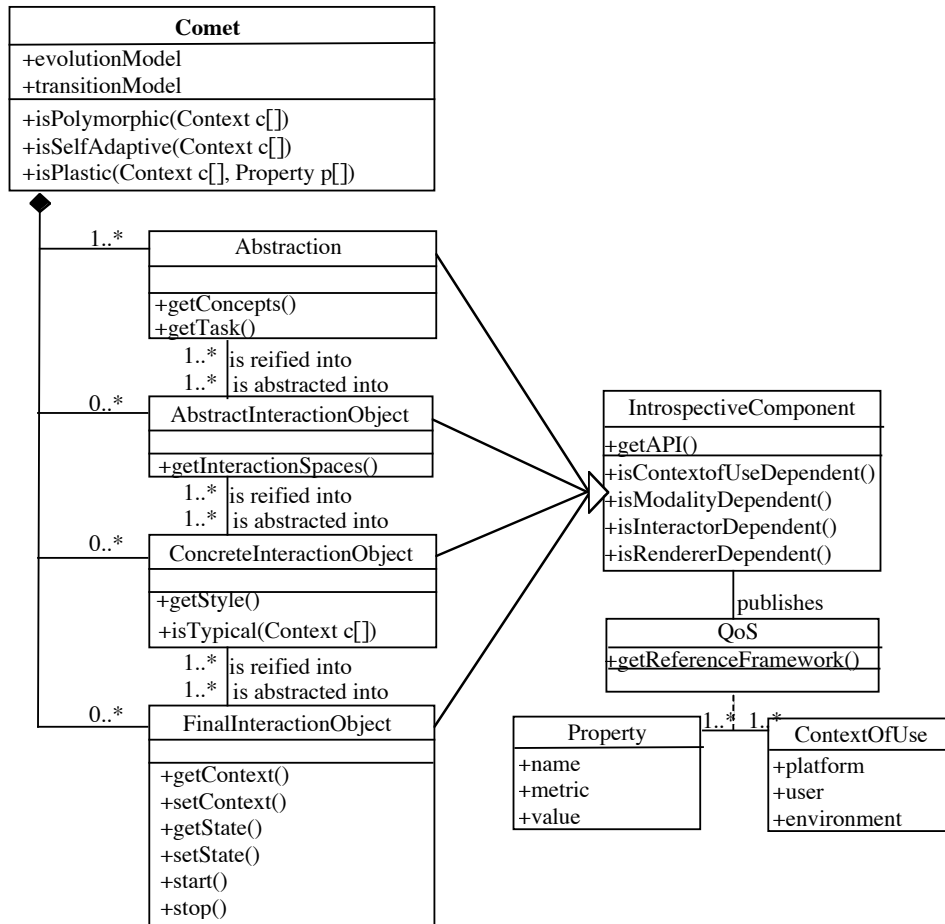 Comet
+evolutionModel
+transitionModel
+isPolymorphic(Context c[])
+isSelfAdaptive(Context c[])
+isPlastic(Context c[], Property p[])
1..*
Abstraction
+getConcepts()
+getTask()
1..* is reified into
1..* is abstracted into
0..*
AbstractInteractionObject
+getInteractionSpaces()
1..* is reified into
1..* is abstracted into
0..*
ConcreteInteractionObject
+getStyle()
+isTypical(Context c[])
1..* is reified into
1..* is abstracted into
0..*
FinalInteractionObject
+getContext()
+setContext()
+getState()
+setState()
+start()
+stop()
IntrospectiveComponent
+getAPI()
+isContextofUseDependent()
+isModalityDependent()
+isInteractorDependent()
+isRendererDependent()
publishes
QoS
+getReferenceFramework()
1..* 1..*
Property
+name
+metric
+value
ContextOfUse
+platform
+user
+environment